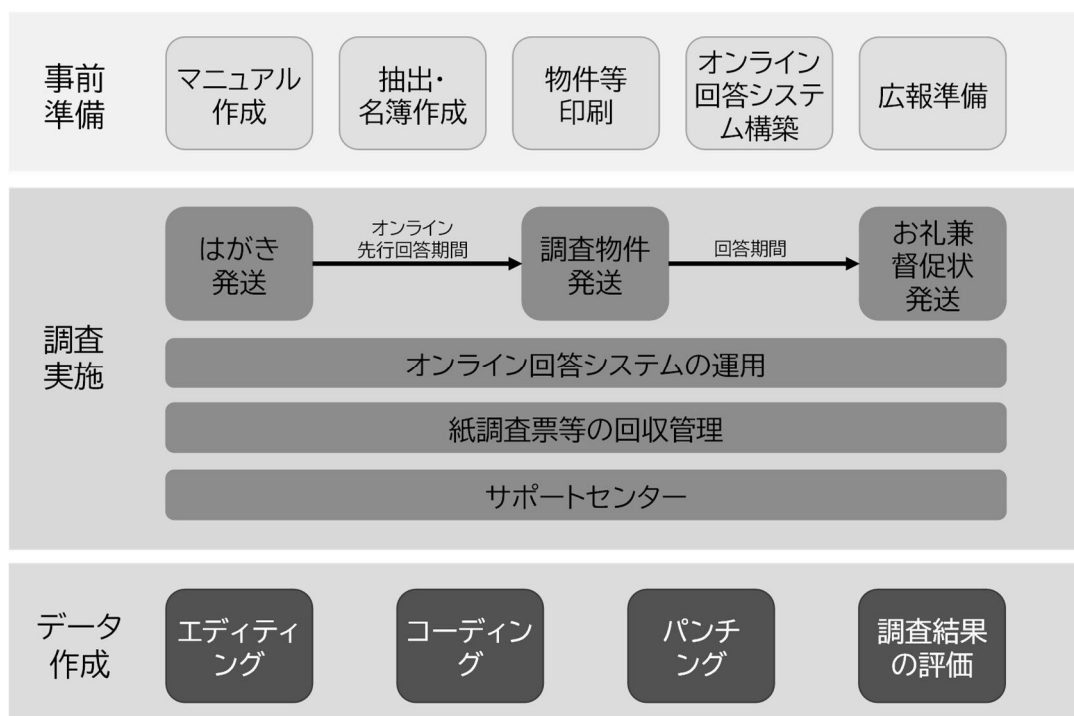 事前
準備
マニュアル
作成
抽出・
名簿作成
物件等
印刷
オンライン
回答システ
ム構築
広報準備
調査
実施
はがき
発送
オンライン
先行回答期間
調査物件
発送
回答期間
お礼兼
督促状
発送
オンライン回答システムの運用
紙調査票等の回収管理
サポートセンター
データ
作成
エディティ
ング
コーディン
グ
パンチ
ング
調査結果
の評価